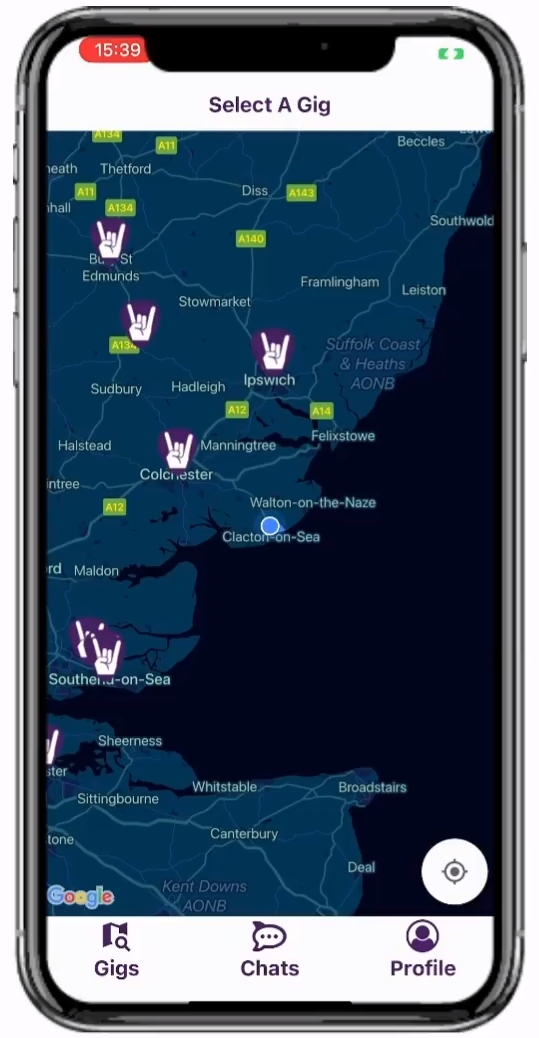 15:39
Select A Gig
A134
A11
Beccles
heath
Thetford
A11
Diss
A143
nhall
A134
Southwold
A140
Bury St
Edmunds
Framlingham
Leiston
Stowmarket
A134
Suffolk Coast
& Heaths
AONB
Ipswich
Sudbury
Hadleigh
A12
A14
Felixstowe
Halstead
Manningtree
Colchester
intree
A12
Walton-on-the-Naze
Clacton-on-Sea
rd
Maldon
Southend-on-Sea
Sheerness
ster
Sittingbourne
Whitstable
Broadstairs
tone
Canterbury
Deal
Kent Downs
AONB
Google
Gigs
Chats
Profile